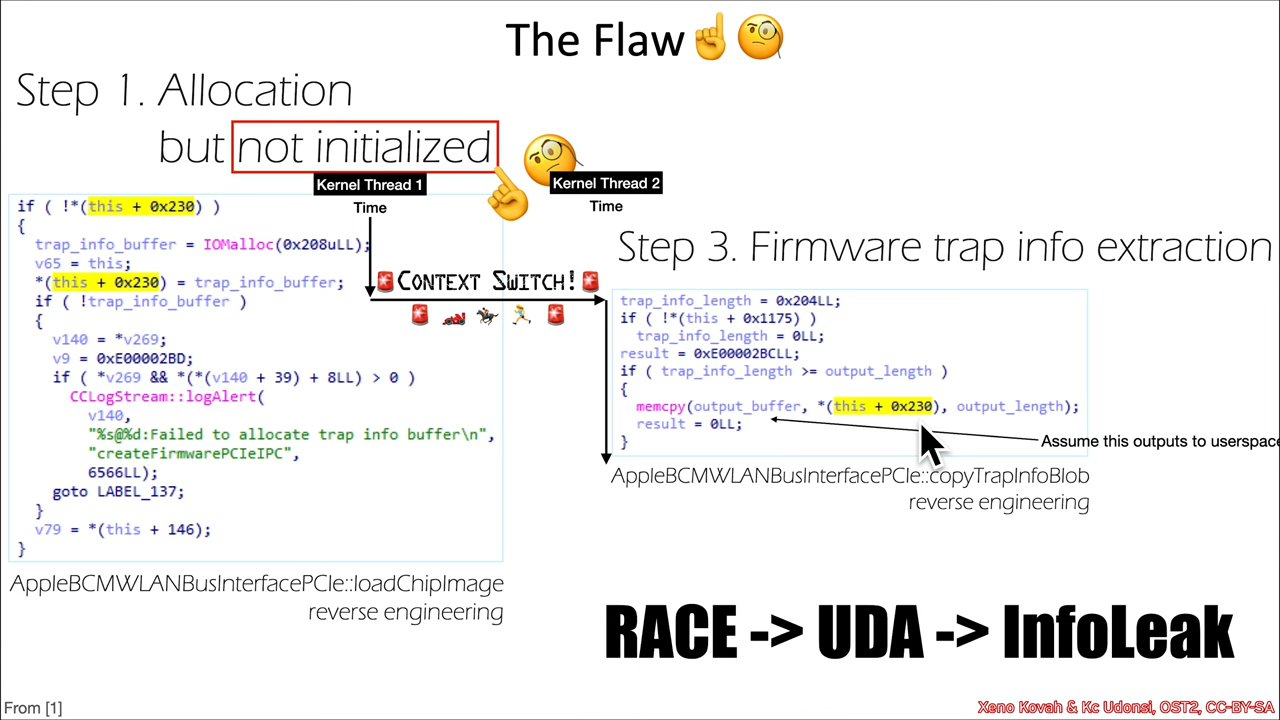 The Flaw
Step 1. Allocation
but not initialized
Kernel Thread 1
Time
if ( !*(this + 0x230) )
{
trap_info_buffer = IOMalloc(0x208uLL);
v65 = this;
*(this + 0x230) = trap_info_buffer;
if ( !trap_info_buffer )
{
v140 = *v269;
v9 = 0xE00002BD;
if ( *v269 && *(*(v140 + 39) + 8LL) > 0 )
CCLogStream::logAlert(
v140,
"%s@%d:Failed to allocate trap info buffer\n",
"createFirmwarePCIeIPC",
6566LL);
goto LABEL_137;
}
v79 = *(this + 146);
}
AppleBCMWLANBusInterfacePCIe::loadChipImage
reverse engineering
Context Switch!
Kernel Thread 2
Time
Step 3. Firmware trap info extraction
trap_info_length = 0x204LL;
if ( !*(this + 0x1175) )
trap_info_length = 0LL;
result = 0xE00002BCLL;
if ( trap_info_length >= output_length )
{
memcpy(output_buffer, *(this + 0x230), output_length);
result = 0LL;
}
Assume this outputs to userspace
AppleBCMWLANBusInterfacePCIe::copyTrapInfoBlob
reverse engineering
RACE -> UDA -> InfoLeak
From [1]
Xeno Kovah & Kc Udonsi, OST2, CC-BY-SA